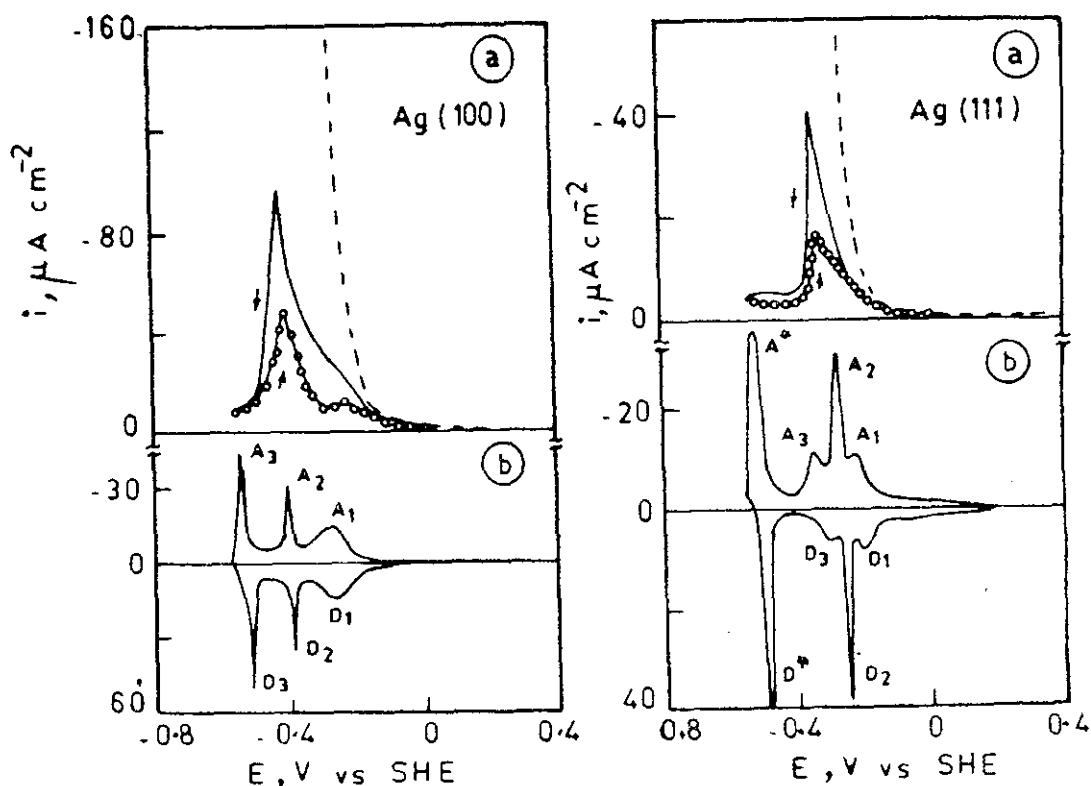 -160
a
Ag (100)
i, μA cm⁻²
-80
0
b
A3
A2
A1
-30
0
D1
D2
D3
60
-0·8
-0·4
0
0·4
E, V vs SHE
a
Ag (111)
-40
i, μA cm⁻²
0
b
A*
A2
A3
A1
-20
0
D3
D1
D*
D2
40
-0·8
-0·4
0
0·4
E, V vs SHE